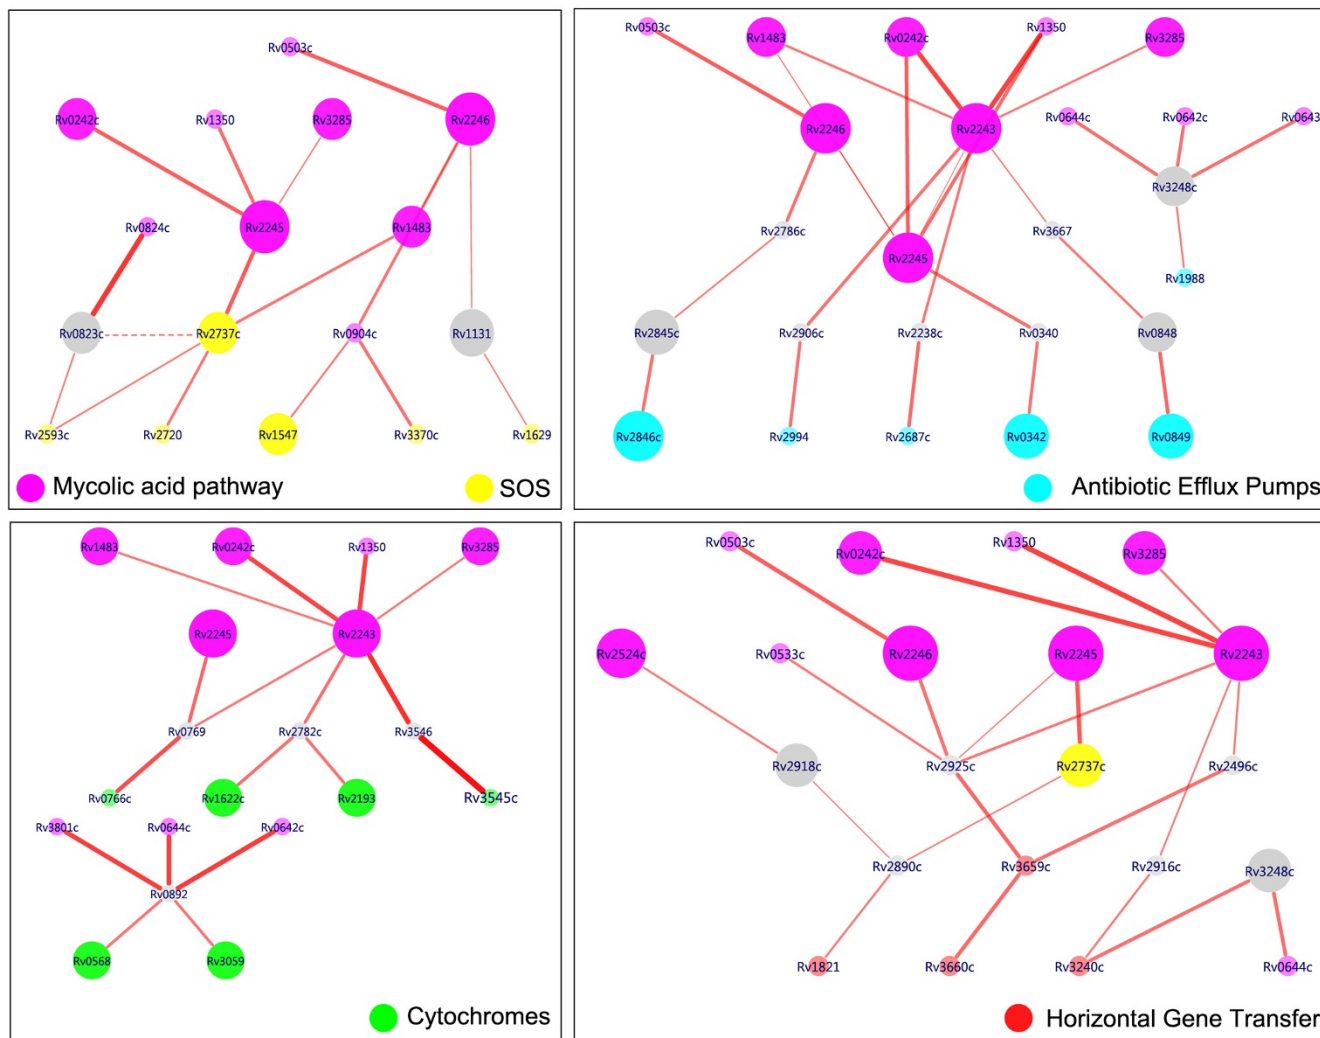 Rv0503c
Rv0242c Rv1350 Rv3285 Rv2246
Rv0824c Rv2245 Rv1483
Rv0823c Rv2737c Rv0904c Rv1131
Rv2593c Rv2720 Rv1547 Rv3370c Rv1629
Mycolic acid pathway SOS
Rv0503c Rv1483 Rv0242c Rv1350 Rv3285
Rv2246 Rv2243 Rv0644c Rv0642c Rv0643
Rv3248c
Rv2786c Rv2245 Rv3667
Rv1988
Rv2845c Rv2906c Rv2238c Rv0340 Rv0848
Rv2846c Rv2994 Rv2687c Rv0342 Rv0849
Antibiotic Efflux Pumps
Rv1483 Rv0242c Rv1350 Rv3285
Rv2245 Rv2243
Rv0769 Rv2782c Rv3546
Rv0766c Rv1622c Rv2193 Rv3545c
Rv3801c Rv0644c Rv0642c
Rv0892
Rv0568 Rv3059
Cytochromes
Rv0503c Rv0242c Rv1350 Rv3285
Rv2524c Rv0533c Rv2246 Rv2245 Rv2243
Rv2918c Rv2925c Rv2737c Rv2496c
Rv2890c Rv3659c Rv2916c Rv3248c
Rv1821 Rv3660c Rv3240c Rv0644c
Horizontal Gene Transfer